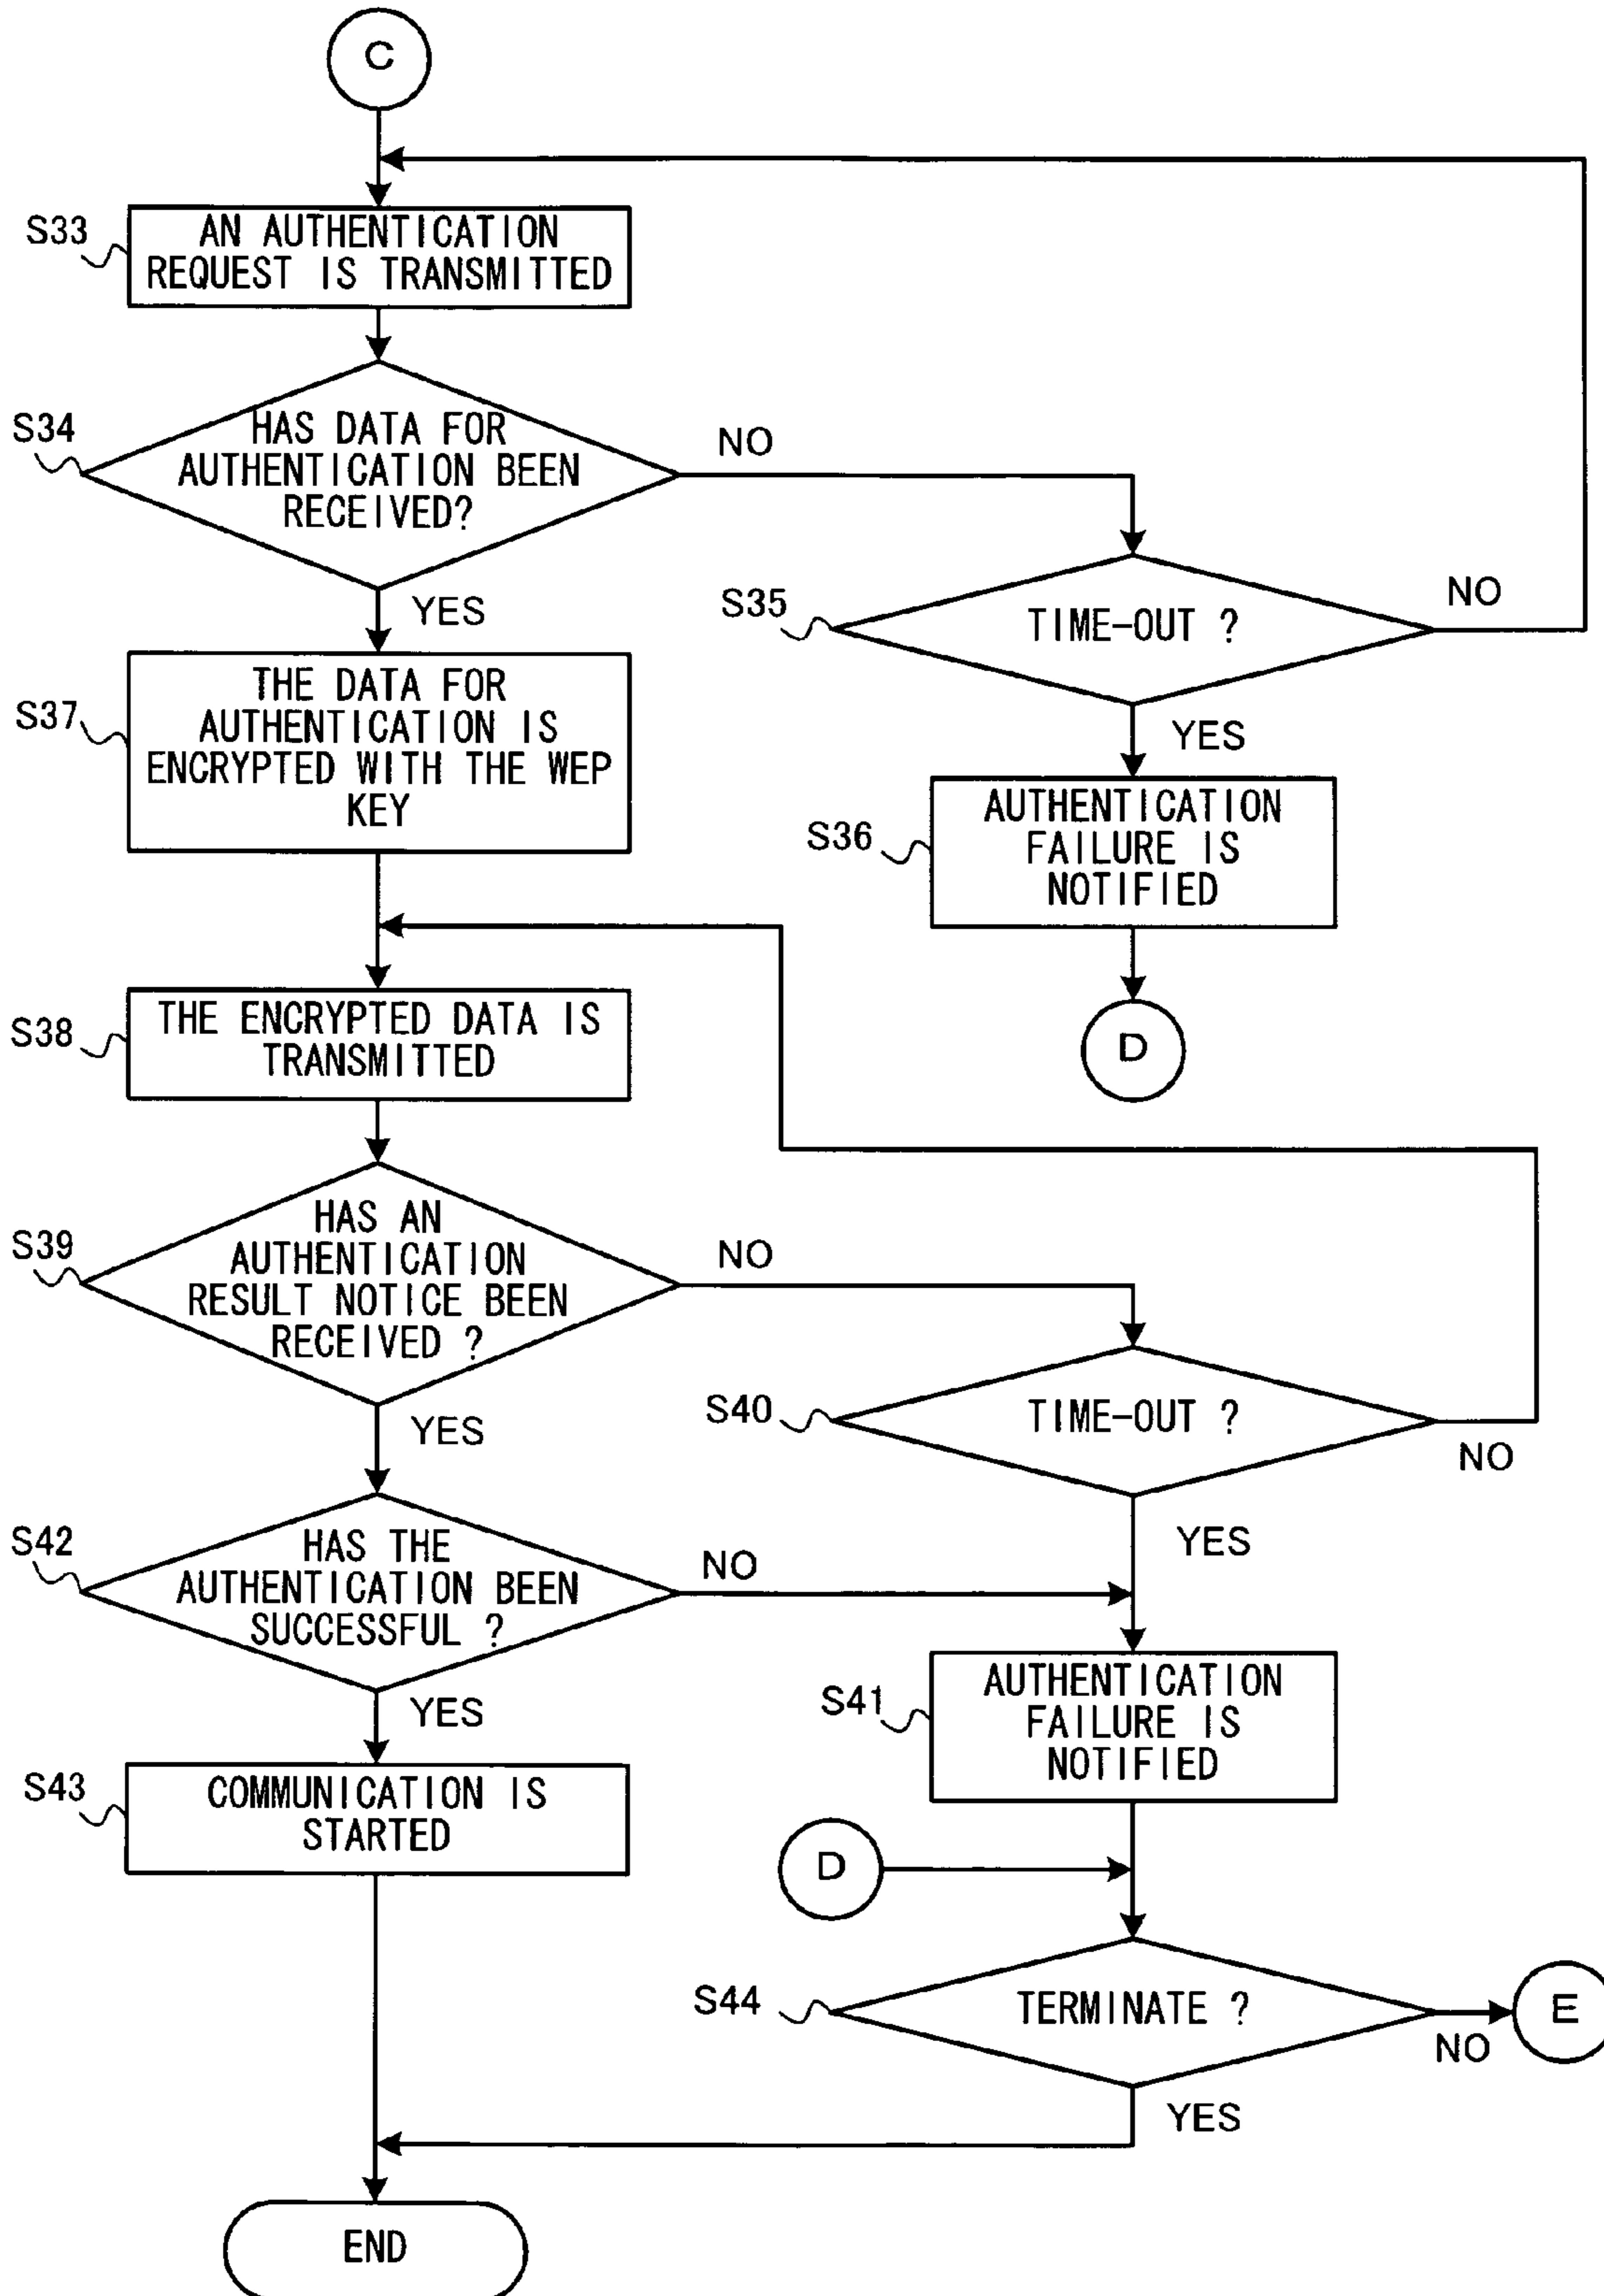 C
S33
AN AUTHENTICATION
REQUEST IS TRANSMITTED
S34
HAS DATA FOR
AUTHENTICATION BEEN
RECEIVED?
NO
YES
S35
TIME-OUT ?
NO
YES
S37
THE DATA FOR
AUTHENTICATION IS
ENCRYPTED WITH THE WEP
KEY
S36
AUTHENTICATION
FAILURE IS
NOTIFIED
D
S38
THE ENCRYPTED DATA IS
TRANSMITTED
S39
HAS AN
AUTHENTICATION
RESULT NOTICE BEEN
RECEIVED ?
NO
YES
S40
TIME-OUT ?
NO
YES
S42
HAS THE
AUTHENTICATION BEEN
SUCCESSFUL ?
NO
YES
S41
AUTHENTICATION
FAILURE IS
NOTIFIED
S43
COMMUNICATION IS
STARTED
D
S44
TERMINATE ?
NO
E
YES
END